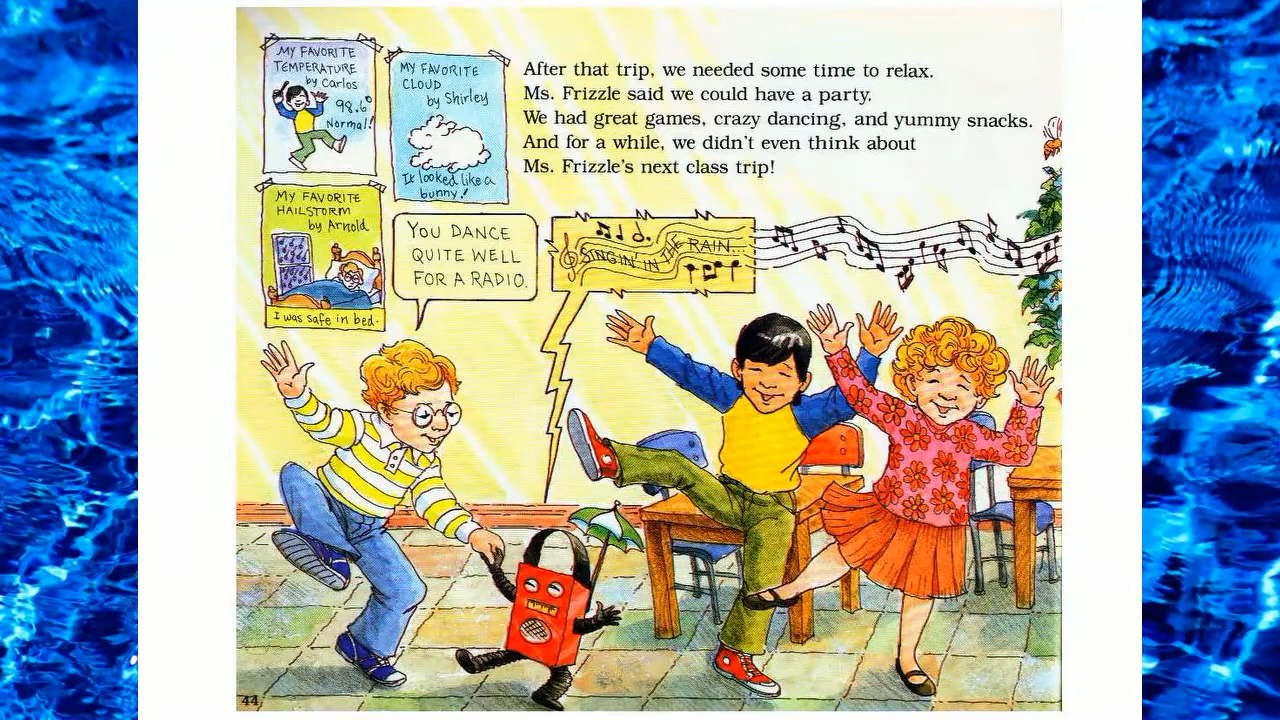 MY FAVORITE
TEMPERATURE
by Carlos
98.6°
Normal!
MY FAVORITE
CLOUD
by Shirley
It looked like a
bunny!
MY FAVORITE
HAILSTORM
by Arnold
I was safe in bed.
After that trip, we needed some time to relax.
Ms. Frizzle said we could have a party.
We had great games, crazy dancing, and yummy snacks.
And for a while, we didn't even think about
Ms. Frizzle's next class trip!
YOU DANCE
QUITE WELL
FOR A RADIO.
SINGIN' IN THE RAIN...
44